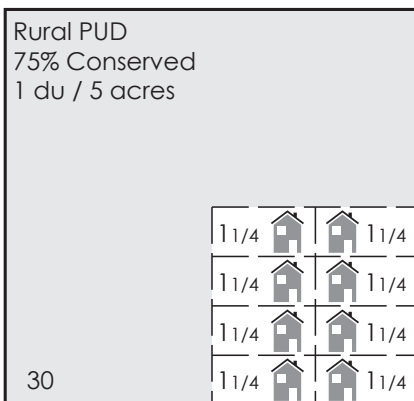 Rural PUD
75% Conserved
1 du / 5 acres
1 1/4 1 1/4
1 1/4 1 1/4
1 1/4 1 1/4
30 1 1/4 1 1/4